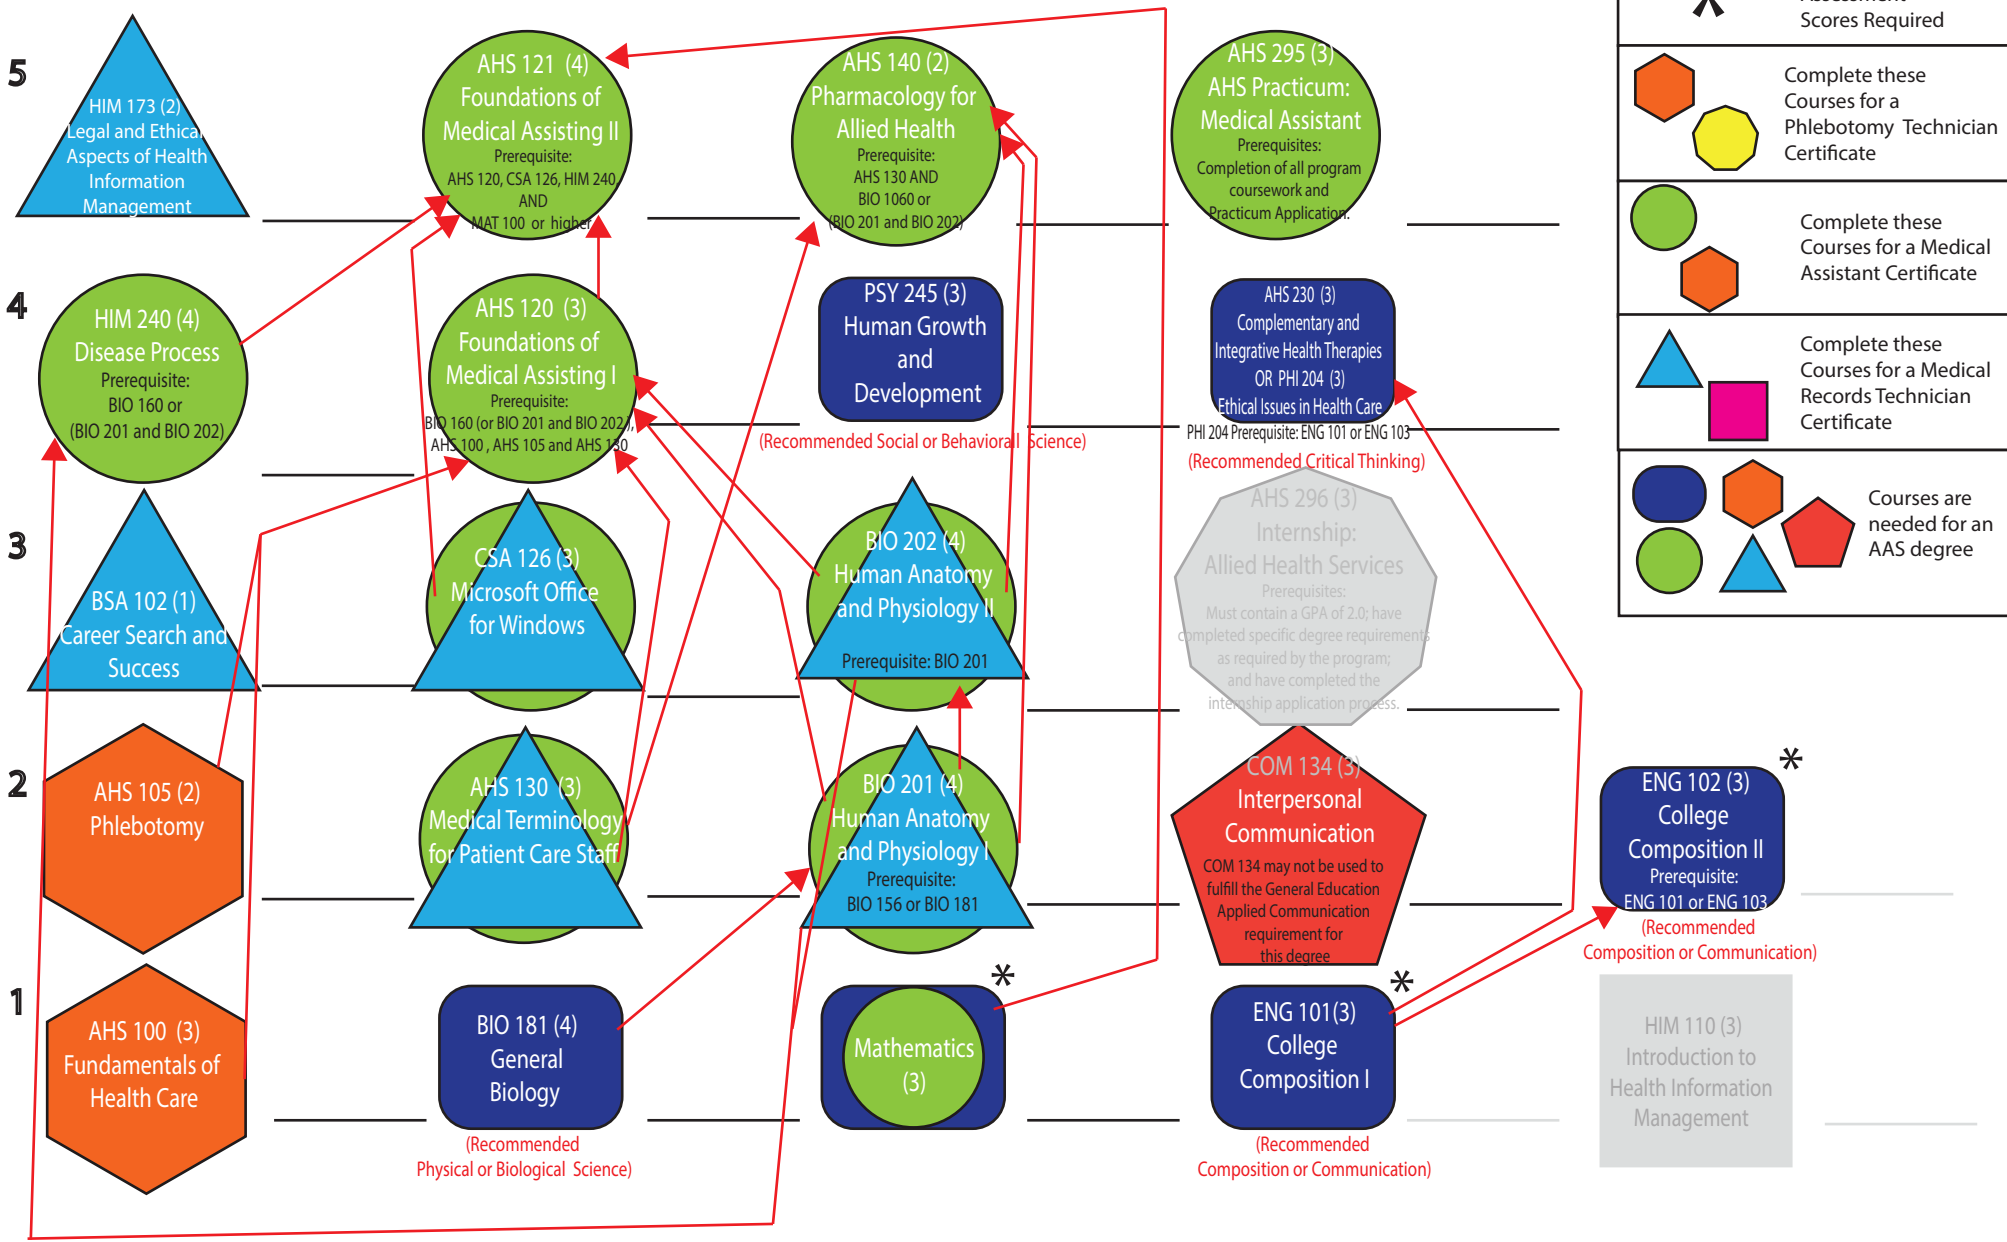 5
HIM 173 (2)
Legal and Ethical
Aspects of Health
Information
Management
AHS 121 (4)
Foundations of
Medical Assisting II
Prerequisite:
AHS 120, CSA 126, HIM 240,
AND
MAT 100 or higher
AHS 140 (2)
Pharmacology for
Allied Health
Prerequisite:
AHS 130 AND
BIO 1060 or
(BIO 201 and BIO 202)
AHS 295 (3)
AHS Practicum:
Medical Assistant
Prerequisites:
Completion of all program
coursework and
Practicum Application.
4
HIM 240 (4)
Disease Process
Prerequisite:
BIO 160 or
(BIO 201 and BIO 202)
AHS 120 (3)
Foundations of
Medical Assisting I
Prerequisite:
BIO 160 (or BIO 201 and BIO 202 ),
AHS 100 , AHS 105 and AHS 130
PSY 245 (3)
Human Growth
and
Development
(Recommended Social or Behaviorall Science)
AHS 230 (3)
Complementary and
Integrative Health Therapies
OR PHI 204 (3)
Ethical Issues in Health Care
PHI 204 Prerequisite: ENG 101 or ENG 103
(Recommended Critical Thinking)
3
BSA 102 (1)
Career Search and
Success
CSA 126 (3)
Microsoft Office
for Windows
BIO 202 (4)
Human Anatomy
and Physiology II
Prerequisite: BIO 201
AHS 296 (3)
Internship:
Allied Health Services
Prerequisites:
Must contain a GPA of 2.0; have
completed specific degree requirements
as required by the program;
and have completed the
internship application process.
2
AHS 105 (2)
Phlebotomy
AHS 130 (3)
Medical Terminology
for Patient Care Staff
BIO 201 (4)
Human Anatomy
and Physiology I
Prerequisite:
BIO 156 or BIO 181
COM 134 (3)
Interpersonal
Communication
COM 134 may not be used to
fulfill the General Education
Applied Communication
requirement for
this degree
*
ENG 102 (3)
College
Composition II
Prerequisite:
ENG 101 or ENG 103
(Recommended
Composition or Communication)
1
AHS 100 (3)
Fundamentals of
Health Care
BIO 181 (4)
General
Biology
(Recommended
Physical or Biological Science)
*
Mathematics
(3)
*
ENG 101(3)
College
Composition I
(Recommended
Composition or Communication)
HIM 110 (3)
Introduction to
Health Information
Management
*
Assessment
Scores Required
Complete these
Courses for a
Phlebotomy Technician
Certificate
Complete these
Courses for a Medical
Assistant Certificate
Complete these
Courses for a Medical
Records Technician
Certificate
Courses are
needed for an
AAS degree